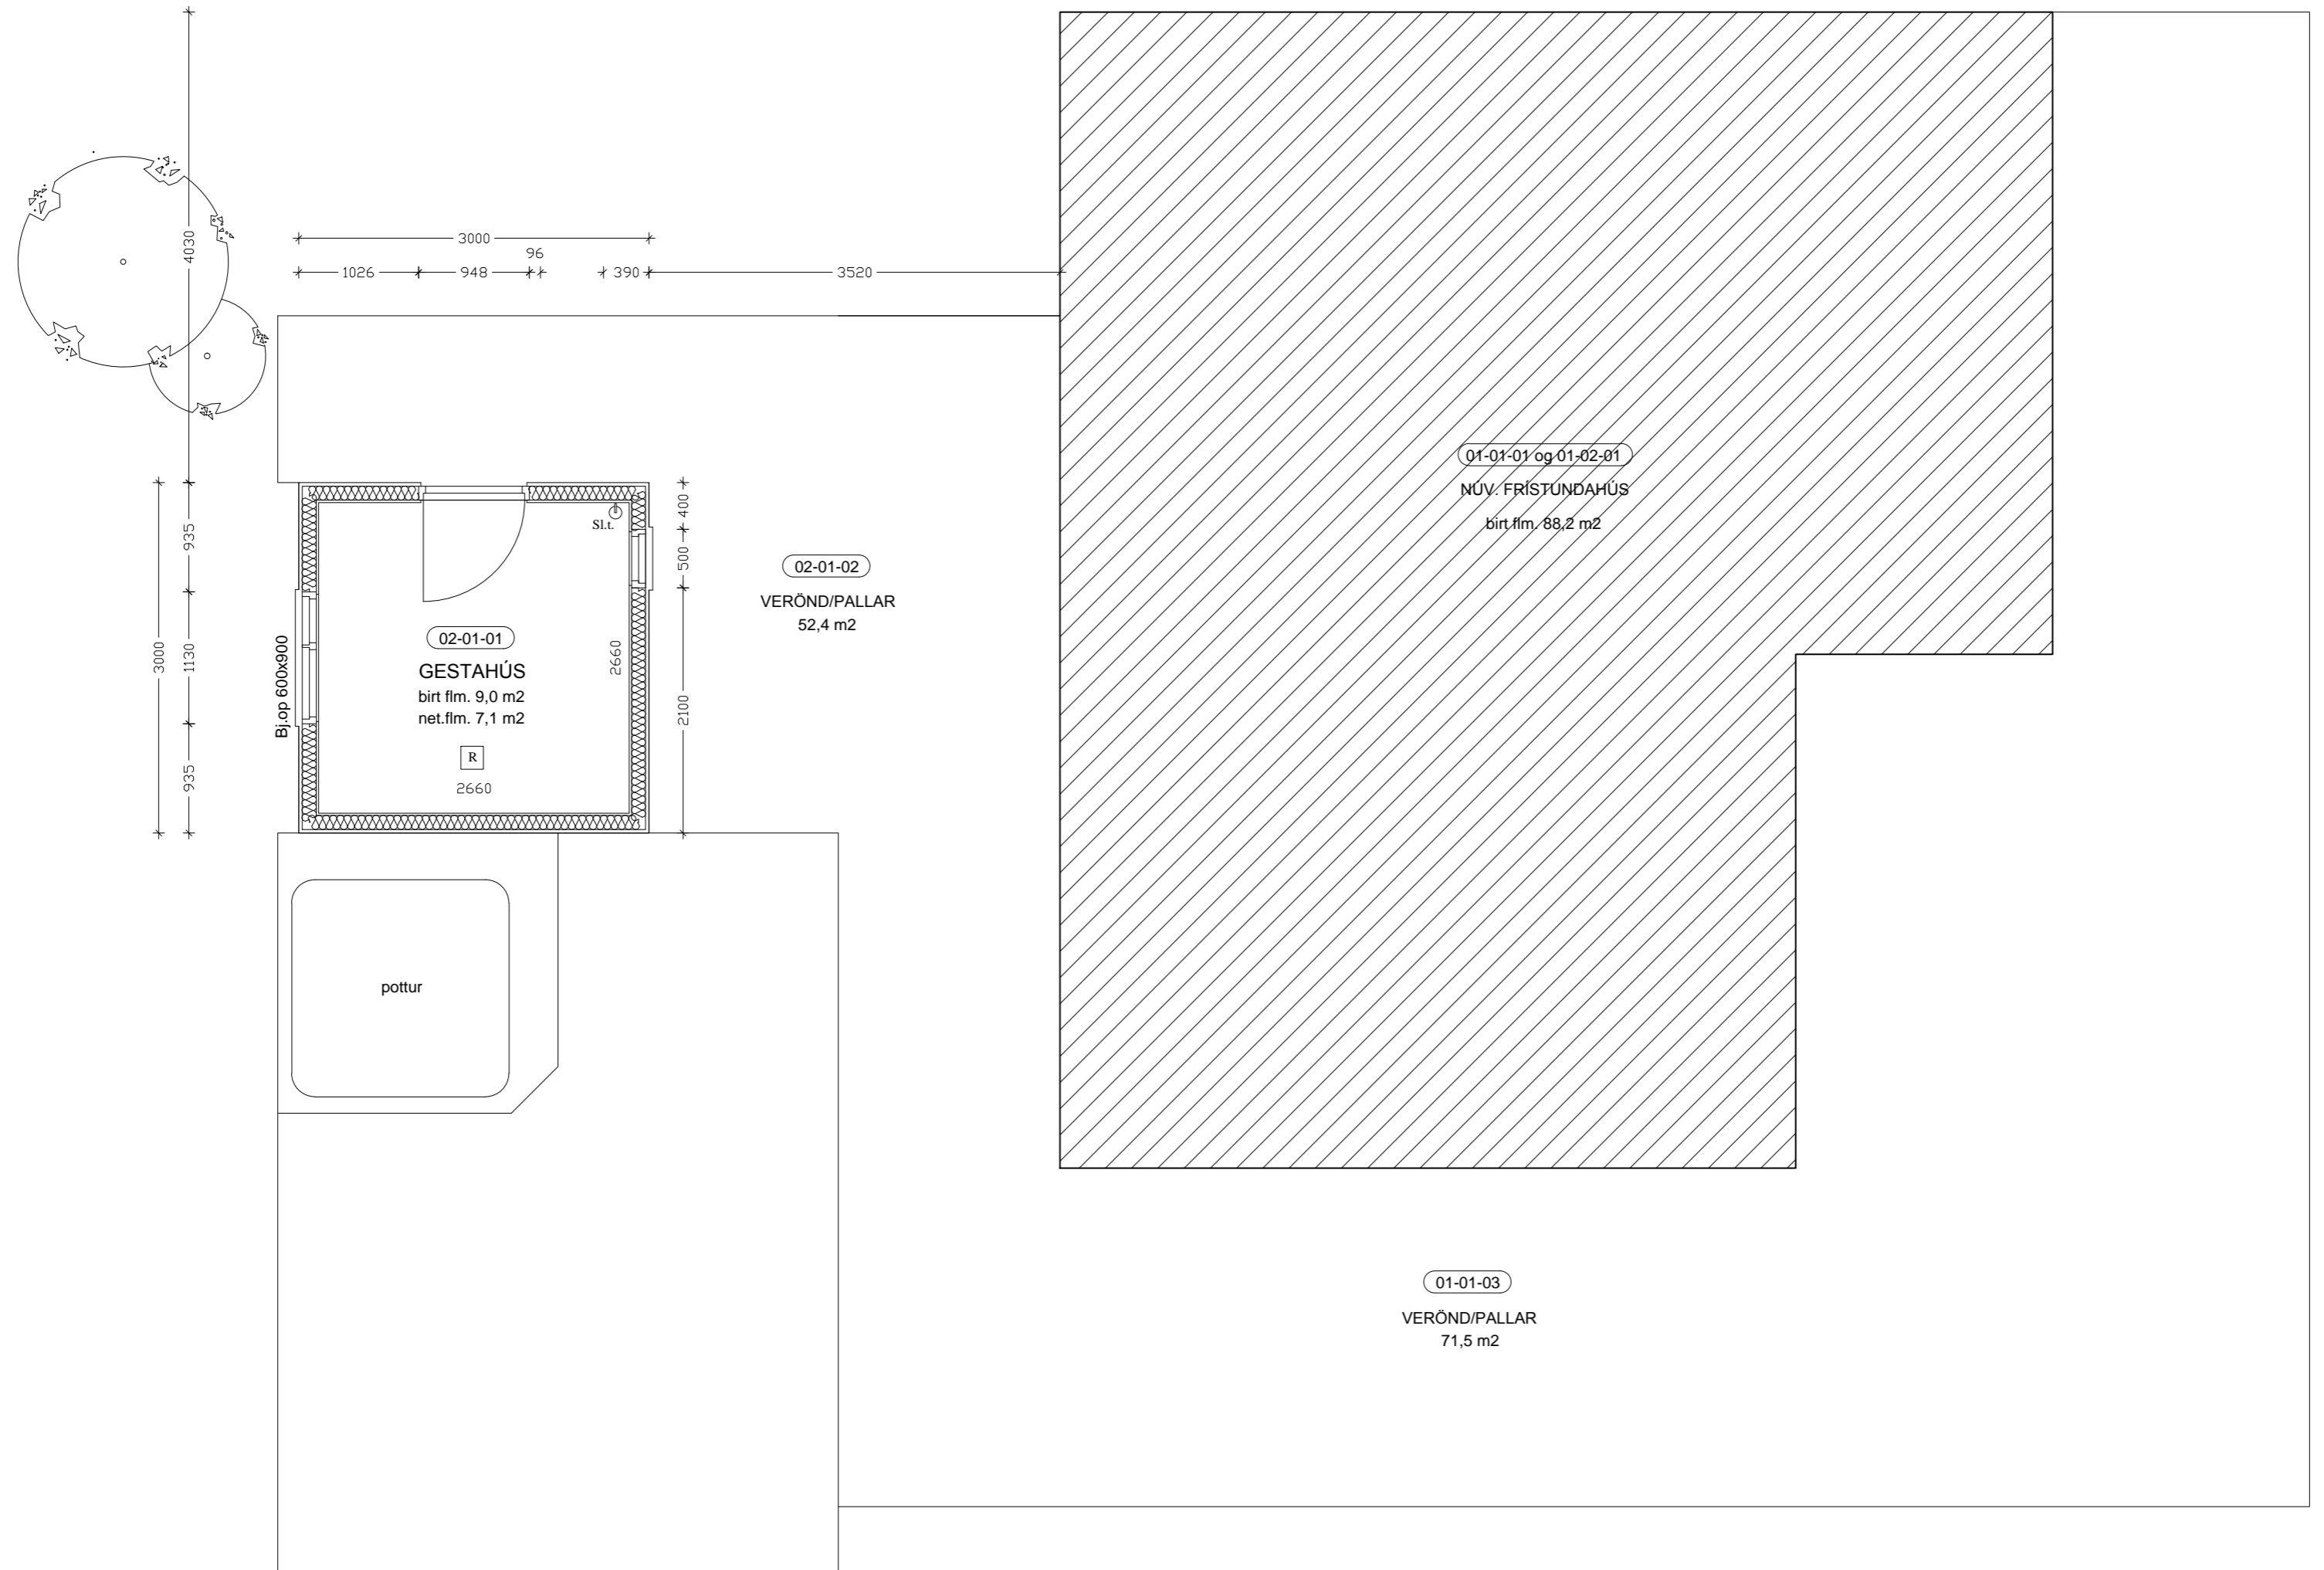 4030
3000
96
1026
948
390
3520
01-01-01 og 01-02-01
NÚV. FRÍSTUNDAHÚS
birt flm. 88,2 m2
935
400
Sl.t.
500
02-01-02
VERÖND/PALLAR
52,4 m2
3000
1130
Bj.op 600x900
02-01-01
GESTAHÚS
birt flm. 9,0 m2
net.flm. 7,1 m2
2660
2100
R
2660
935
pottur
01-01-03
VERÖND/PALLAR
71,5 m2